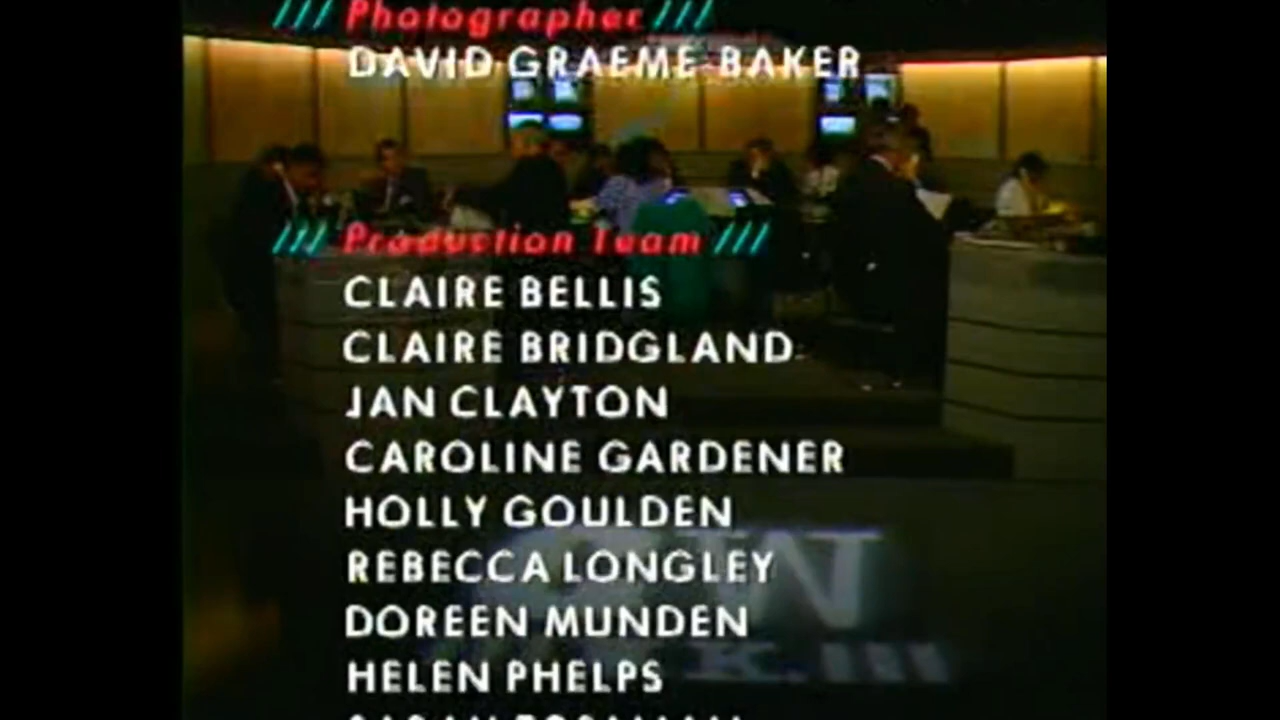 /// Photographer ///
DAVID GRAEME BAKER
/// Production Team ///
CLAIRE BELLIS
CLAIRE BRIDGLAND
JAN CLAYTON
CAROLINE GARDENER
HOLLY GOULDEN
REBECCA LONGLEY
DOREEN MUNDEN
HELEN PHELPS